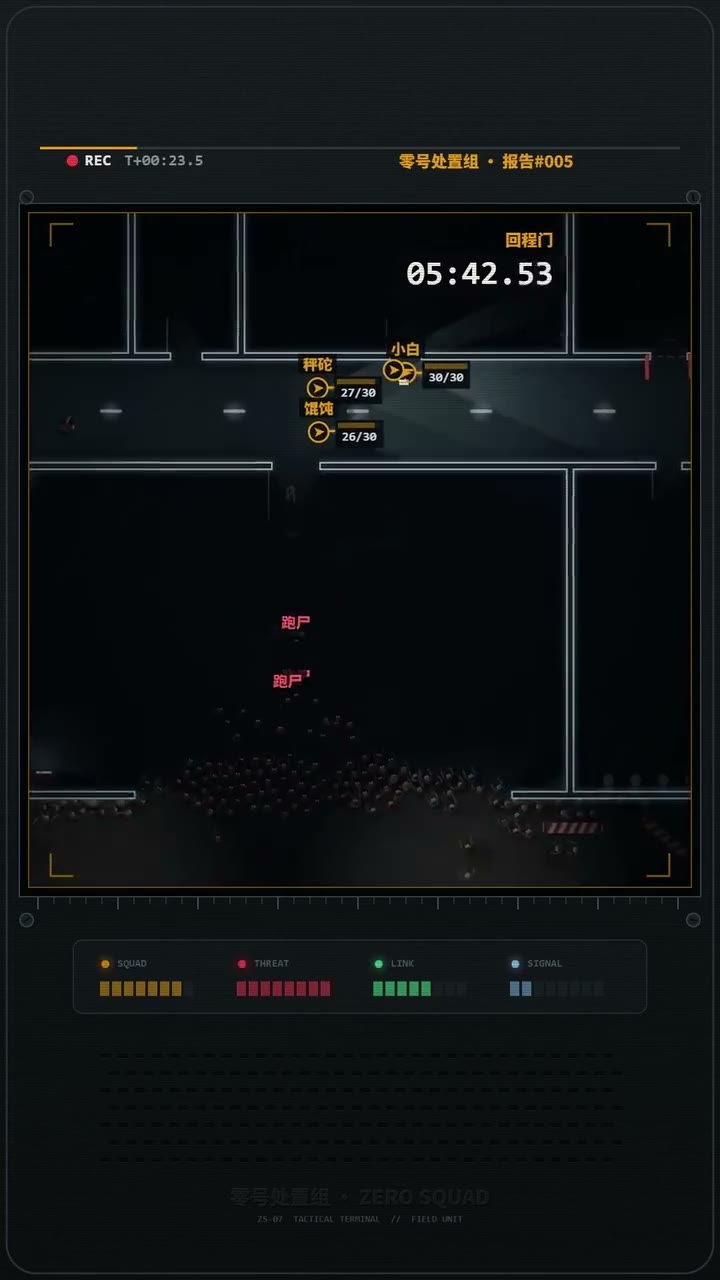 REC T+00:23.5
零号处置组 • 报告#005
回程门
05:42.53
小白
30/30
秤砣
27/30
馄饨
26/30
跑尸
跑尸
SQUAD
THREAT
LINK
SIGNAL
零号处置组 • ZERO SQUAD
ZS-07 TACTICAL TERMINAL // FIELD UNIT